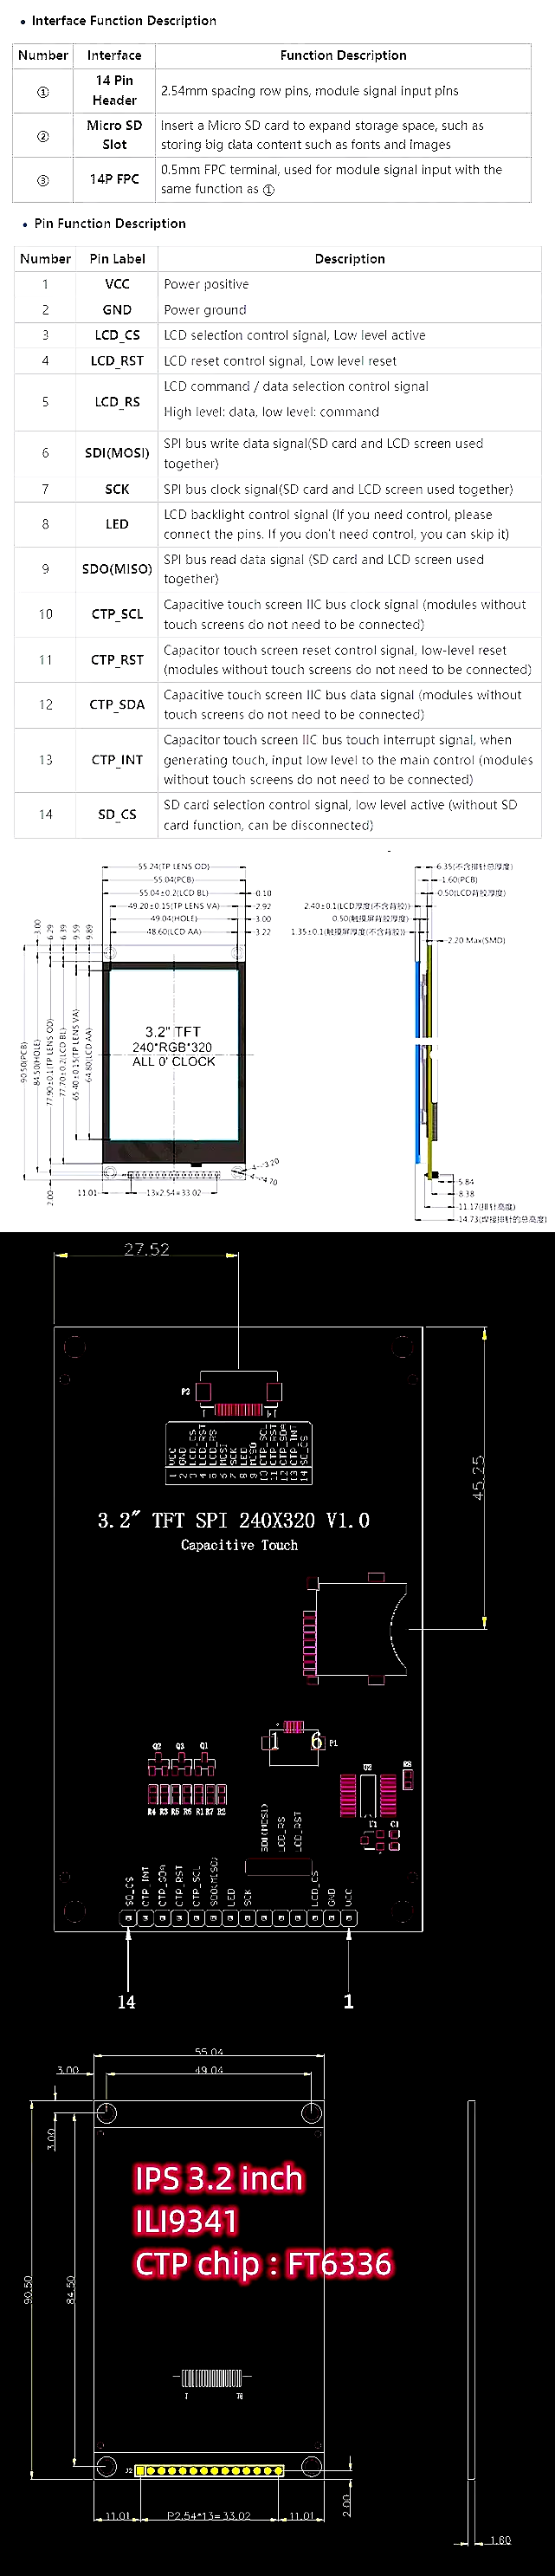 • Interface Function Description
Number Interface Function Description
① 14 Pin Header 2.54mm spacing row pins, module signal input pins
② Micro SD Slot Insert a Micro SD card to expand storage space, such as
storing big data content such as fonts and images
③ 14P FPC 0.5mm FPC terminal, used for module signal input with the
same function as ①
• Pin Function Description
Number Pin Label Description
1 VCC Power positive
2 GND Power ground
3 LCD_CS LCD selection control signal, Low level active
4 LCD_RST LCD reset control signal, Low level reset
5 LCD_RS LCD command / data selection control signal
High level: data, low level: command
6 SDI(MOSI) SPI bus write data signal(SD card and LCD screen used
together)
7 SCK SPI bus clock signal(SD card and LCD screen used together)
8 LED LCD backlight control signal (If you need control, please
connect the pins. If you don't need control, you can skip it)
9 SDO(MISO) SPI bus read data signal (SD card and LCD screen used
together)
10 CTP_SCL Capacitive touch screen IIC bus clock signal (modules without
touch screens do not need to be connected)
11 CTP_RST Capacitor touch screen reset control signal, low-level reset
(modules without touch screens do not need to be connected)
12 CTP_SDA Capacitive touch screen IIC bus data signal (modules without
touch screens do not need to be connected)
13 CTP_INT Capacitor touch screen IIC bus touch interrupt signal, when
generating touch, input low level to the main control (modules
without touch screens do not need to be connected)
14 SD_CS SD card selection control signal, low level active (without SD
card function, can be disconnected)
55.24(TP LENS OD)
55.04(PCB)
55.04±0.2(LCD BL) 0.10
49.20±0.15(TP LENS VA) 2.92
49.04(HOLE) 3.00
48.60(LCD AA) 3.22
3.00
6.29
6.39
9.59
9.89
90.50(PCB)
84.50(HOLE)
77.90±0.1(TP LENS OD)
77.70±0.2(LCD BL)
65.40±0.15(TP LENS VA)
64.80(LCD AA)
3.2" TFT
240*RGB*320
ALL 0' CLOCK
2.00
11.01 13x2.54=33.02
4-3.20
4-4.70
6.35(不含排针总厚度)
1.60(PCB)
0.50(LCD背胶厚度)
2.40±0.1(LCD厚度(不含背胶))
0.50(触摸屏背胶厚度)
1.35±0.1(触摸屏厚度(不含背胶))
2.20 Max(SMD)
5.84
8.38
11.17(排针高度)
14.73(焊接排针的总高度)
27.52
45.25
P2
1 VCC
2 GND
3 LCD_CS
4 LCD_RST
5 LCD_RS
6 MOSI
7 SCK
8 LED
9 MISO
10 CTP_SCL
11 CTP_RST
12 CTP_SDA
13 CTP_INT
14 SD_CS
3.2" TFT SPI 240X320 V1.0
Capacitive Touch
1 6 P1
Q2 Q3 Q1
R4 R3 R5 R6 R1 R7 R2
U2 R8
C1
SDI(MOSI)
LCD_RS
LCD_RST
SD_CS
CTP_INT
CTP_SDA
CTP_RST
CTP_SCL
SDO(MISO)
LED
SCK
LCD_CS
GND
VCC
14 1
55.04
3.00 49.04
3.00
90.50
84.50
IPS 3.2 inch
ILI9341
CTP chip : FT6336
J2
11.01 P2.54*13=33.02 11.01
2.00
1.60